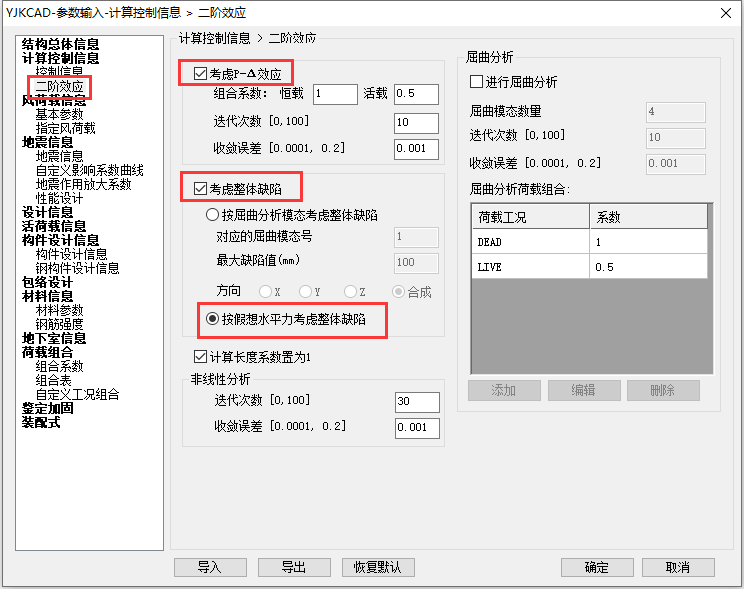 YJKCAD-参数输入-计算控制信息 > 二阶效应
结构总体信息
计算控制信息
控制信息
二阶效应
风荷载信息
基本参数
指定风荷载
地震信息
地震信息
自定义影响系数曲线
地震作用放大系数
性能设计
设计信息
活荷载信息
构件设计信息
构件设计信息
钢构件设计信息
包络设计
材料信息
材料参数
钢筋强度
地下室信息
荷载组合
组合系数
组合表
自定义工况组合
鉴定加固
装配式
计算控制信息 > 二阶效应
考虑P-Δ效应
组合系数: 恒载 1 活载 0.5
迭代次数 [0,100] 10
收敛误差 [0.0001, 0.2] 0.001
考虑整体缺陷
按屈曲分析模态考虑整体缺陷
对应的屈曲模态号 1
最大缺陷值(mm) 100
方向 X Y Z 合成
按假想水平力考虑整体缺陷
计算长度系数置为1
非线性分析
迭代次数 [0,100] 30
收敛误差 [0.0001, 0.2] 0.001
屈曲分析
进行屈曲分析
屈曲模态数量 4
迭代次数 [0,100] 10
收敛误差 [0.0001, 0.2] 0.001
屈曲分析荷载组合:
荷载工况 系数
DEAD 1
LIVE 0.5
添加 编辑 删除
导入 导出 恢复默认 确定 取消